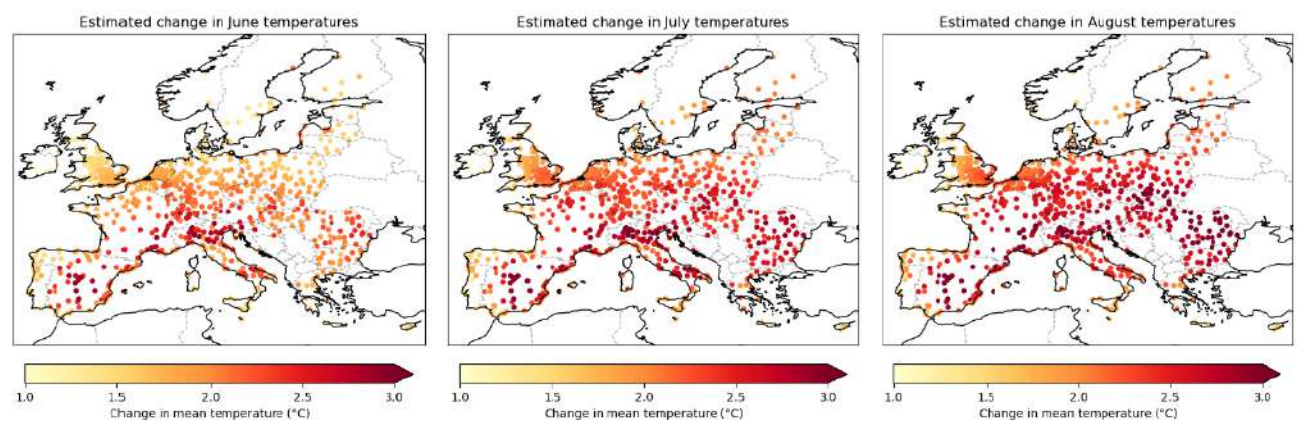 Estimated change in June temperatures
Estimated change in July temperatures
Estimated change in August temperatures
1.0 1.5 2.0 2.5 3.0
Change in mean temperature (°C)
1.0 1.5 2.0 2.5 3.0
Change in mean temperature (°C)
1.0 1.5 2.0 2.5 3.0
Change in mean temperature (°C)